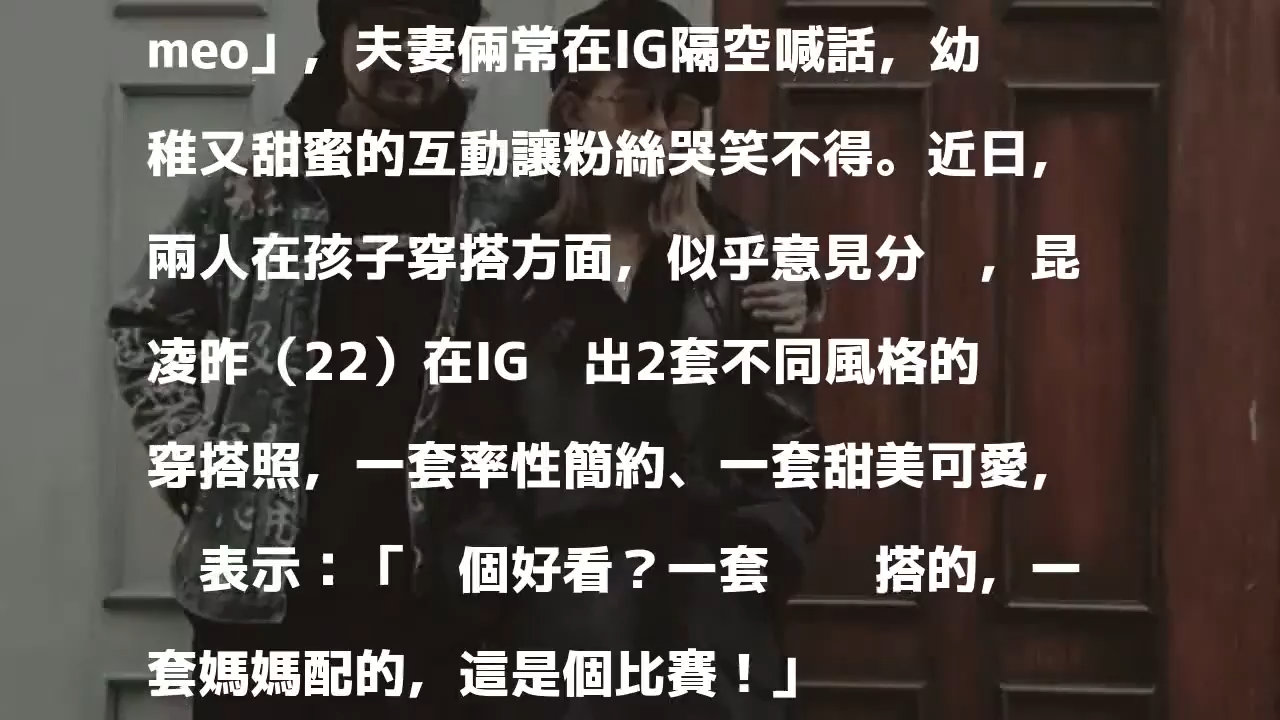 meo」，夫妻倆常在IG隔空喊話，幼
稚又甜蜜的互動讓粉絲哭笑不得。近日，
兩人在孩子穿搭方面，似乎意見分　，昆
凌昨（22）在IG　出2套不同風格的
穿搭照，一套率性簡約、一套甜美可愛，
　表示：「　個好看？一套　　搭的，一
套媽媽配的，這是個比賽！」